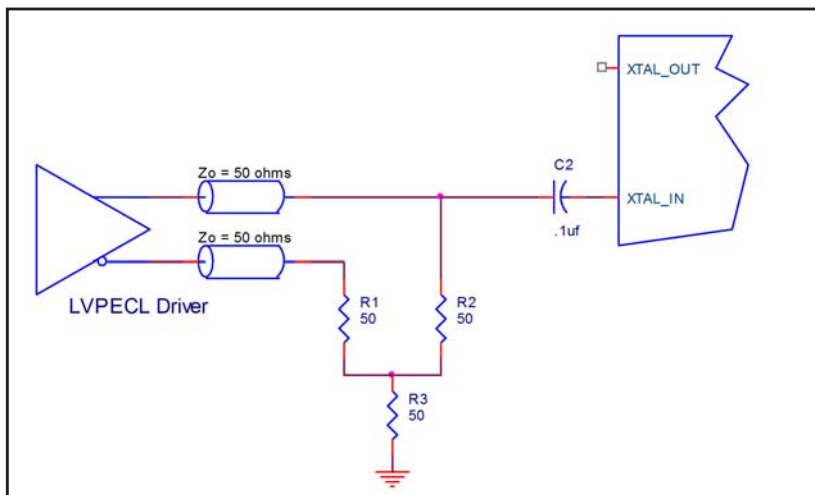 XTAL_OUT
Zo = 50 ohms
C2
XTAL_IN
.1uf
Zo = 50 ohms
LVPECL Driver
R1
50
R2
50
R3
50